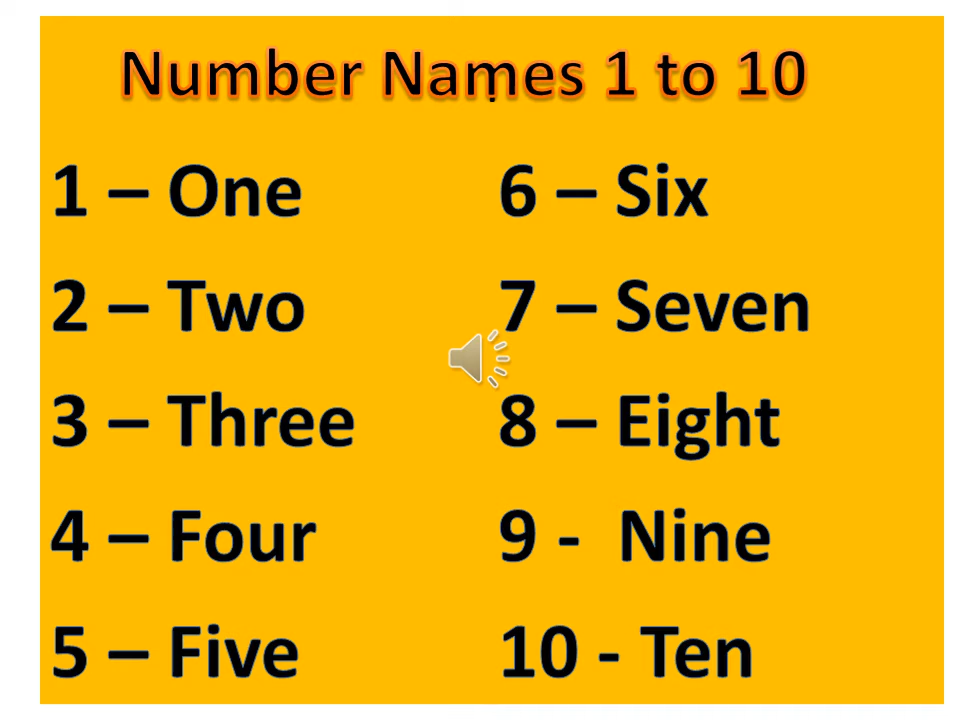 Number Names 1 to 10
1 – One
2 – Two
3 – Three
4 – Four
5 – Five
6 – Six
7 – Seven
8 – Eight
9 -  Nine
10 - Ten